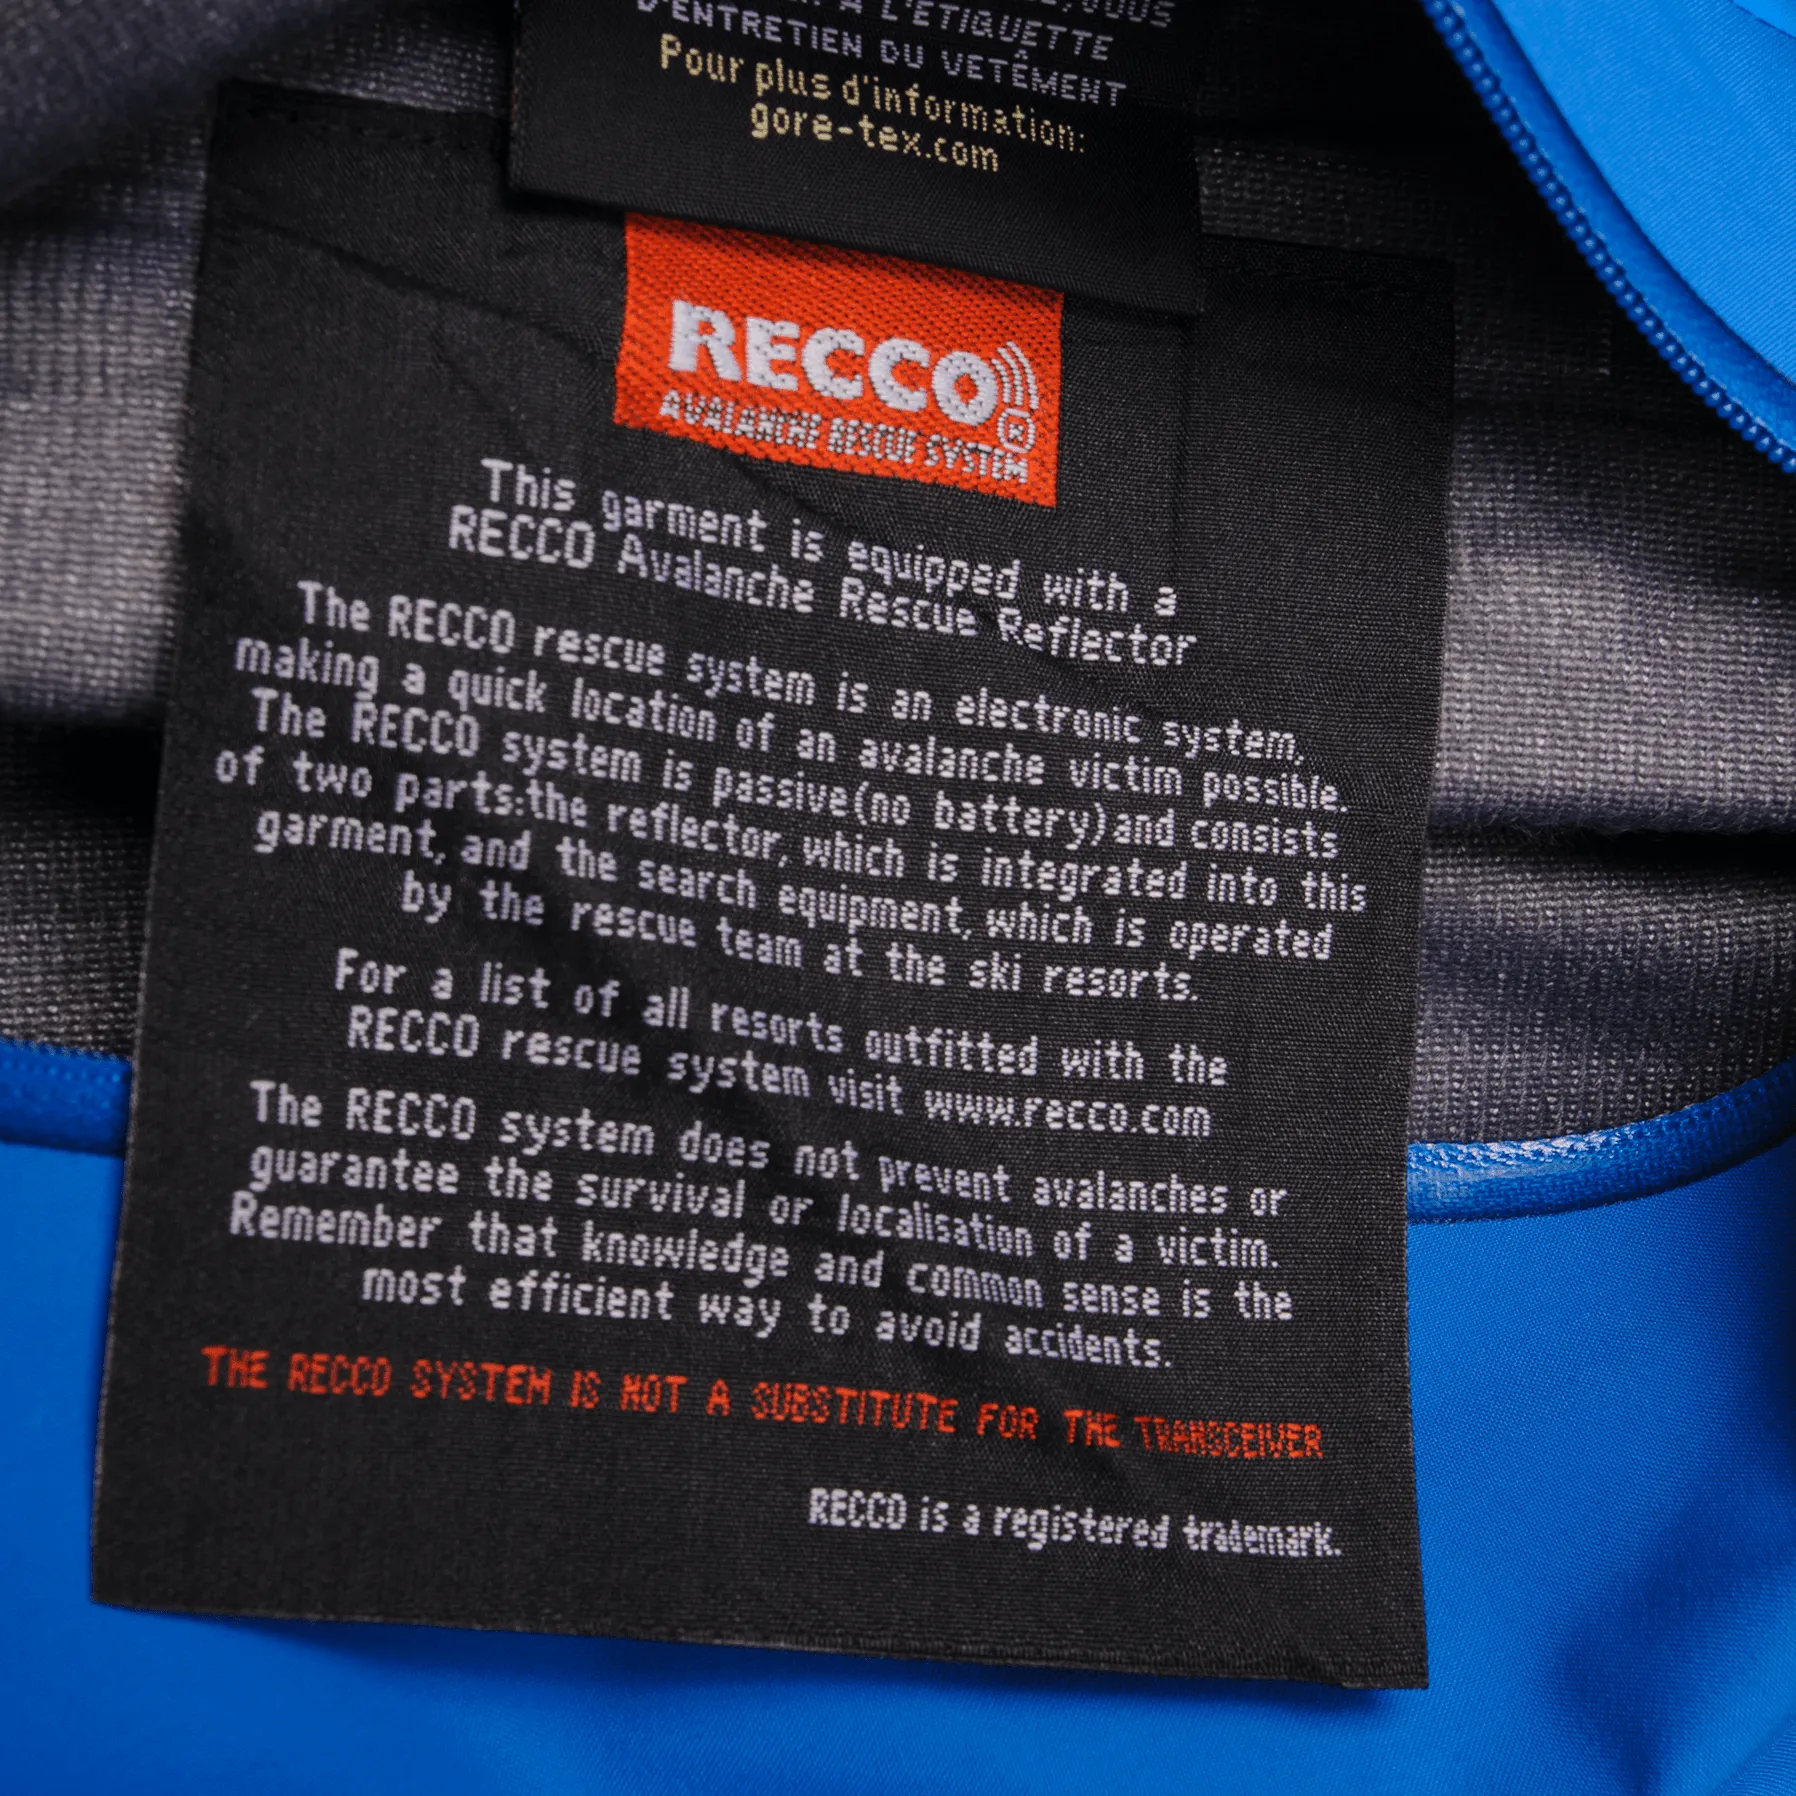 À L'ÉTIQUETTE
D'ENTRETIEN DU VETÊMENT
Pour plus d'information:
gore-tex.com
RECCO
®
AVALANCHE RESCUE SYSTEM
This garment is equipped with a
RECCO Avalanche Rescue Reflector
The RECCO rescue system is an electronic system,
making a quick location of an avalanche victim possible.
The RECCO system is passive(no battery)and consists
of two parts:the reflector, which is integrated into this
garment, and the search equipment, which is operated
by the rescue team at the ski resorts.
For a list of all resorts outfitted with the
RECCO rescue system visit www.recco.com
The RECCO system does not prevent avalanches or
guarantee the survival or localisation of a victim.
Remember that knowledge and common sense is the
most efficient way to avoid accidents.
THE RECCO SYSTEM IS NOT A SUBSTITUTE FOR THE TRANSCEIVER
RECCO is a registered trademark.